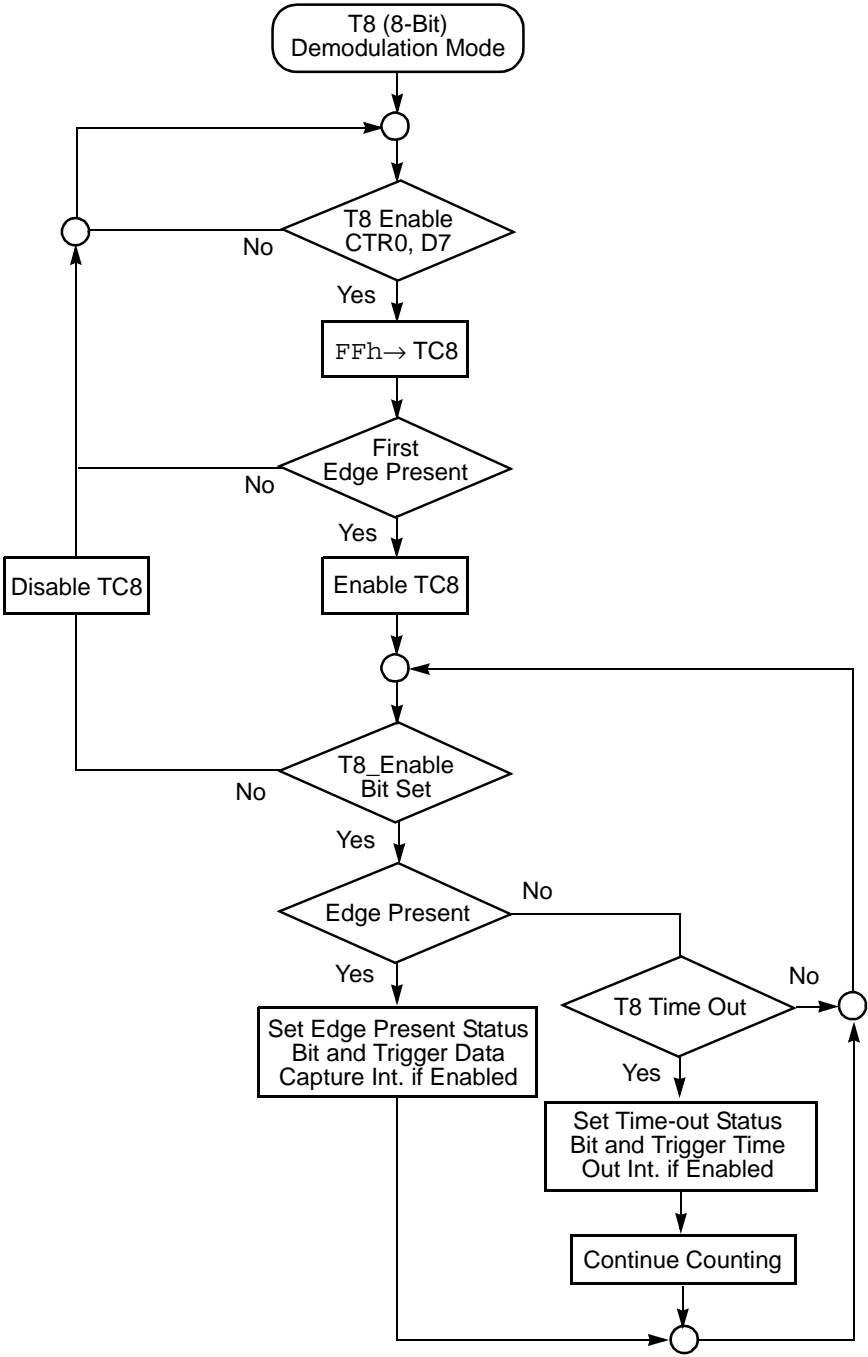 T8 (8-Bit)
Demodulation Mode
T8 Enable
CTR0, D7
No
Yes
FFh→ TC8
First
Edge Present
No
Yes
Disable TC8
Enable TC8
T8_Enable
Bit Set
No
Yes
Edge Present
No
Yes
T8 Time Out
No
Set Edge Present Status
Bit and Trigger Data
Capture Int. if Enabled
Yes
Set Time-out Status
Bit and Trigger Time
Out Int. if Enabled
Continue Counting